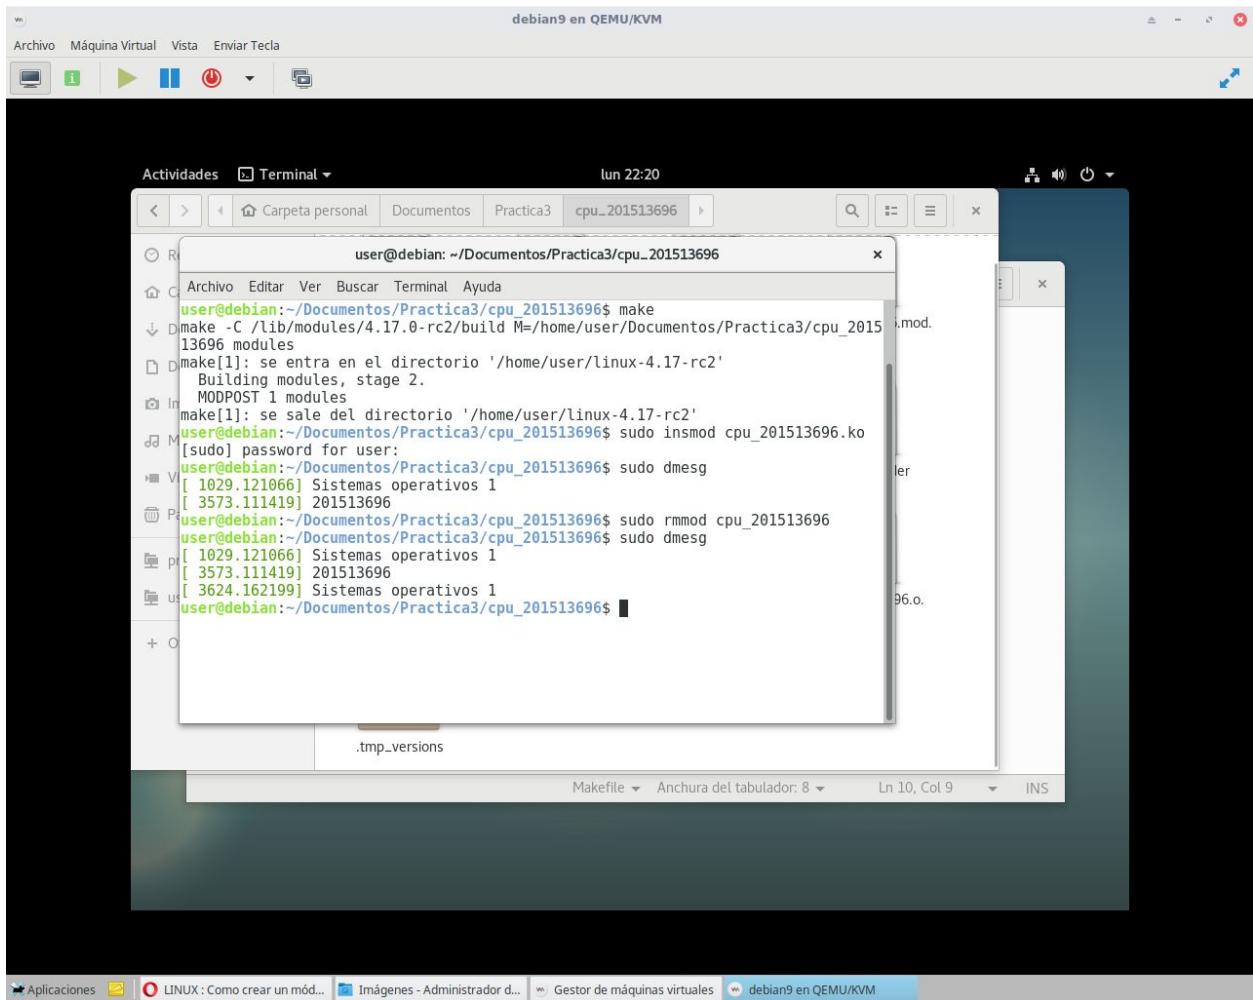 debian9 en QEMU/KVM
Archivo Máquina Virtual Vista Enviar Tecla
Actividades Terminal lun 22:20
Carpeta personal Documentos Practica3 cpu_201513696
user@debian: ~/Documentos/Practica3/cpu_201513696
Archivo Editar Ver Buscar Terminal Ayuda
user@debian:~/Documentos/Practica3/cpu_201513696$ make
make -C /lib/modules/4.17.0-rc2/build M=/home/user/Documentos/Practica3/cpu_2015
13696 modules
make[1]: se entra en el directorio '/home/user/linux-4.17-rc2'
Building modules, stage 2.
MODPOST 1 modules
make[1]: se sale del directorio '/home/user/linux-4.17-rc2'
user@debian:~/Documentos/Practica3/cpu_201513696$ sudo insmod cpu_201513696.ko
[sudo] password for user:
user@debian:~/Documentos/Practica3/cpu_201513696$ sudo dmesg
[ 1029.121066] Sistemas operativos 1
[ 3573.111419] 201513696
user@debian:~/Documentos/Practica3/cpu_201513696$ sudo rmmod cpu_201513696
user@debian:~/Documentos/Practica3/cpu_201513696$ sudo dmesg
[ 1029.121066] Sistemas operativos 1
[ 3573.111419] 201513696
[ 3624.162199] Sistemas operativos 1
user@debian:~/Documentos/Practica3/cpu_201513696$
.mod.
ler
96.o.
.tmp_versions
Makefile Anchura del tabulador: 8 Ln 10, Col 9 INS
Aplicaciones LINUX : Como crear un mód... Imágenes - Administrador d... Gestor de máquinas virtuales debian9 en QEMU/KVM